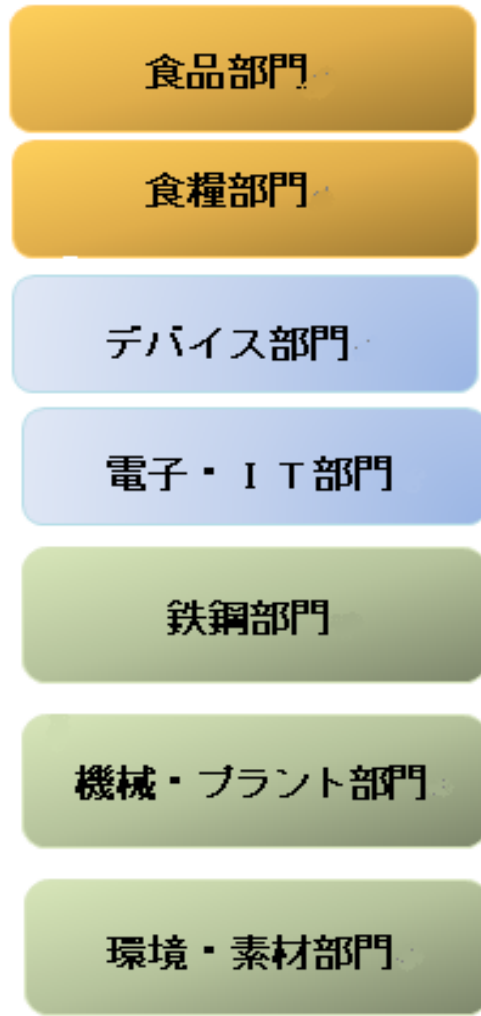 食品部門
食糧部門
デバイス部門
電子・ＩＴ部門
鉄鋼部門
機械・プラント部門
環境・素材部門